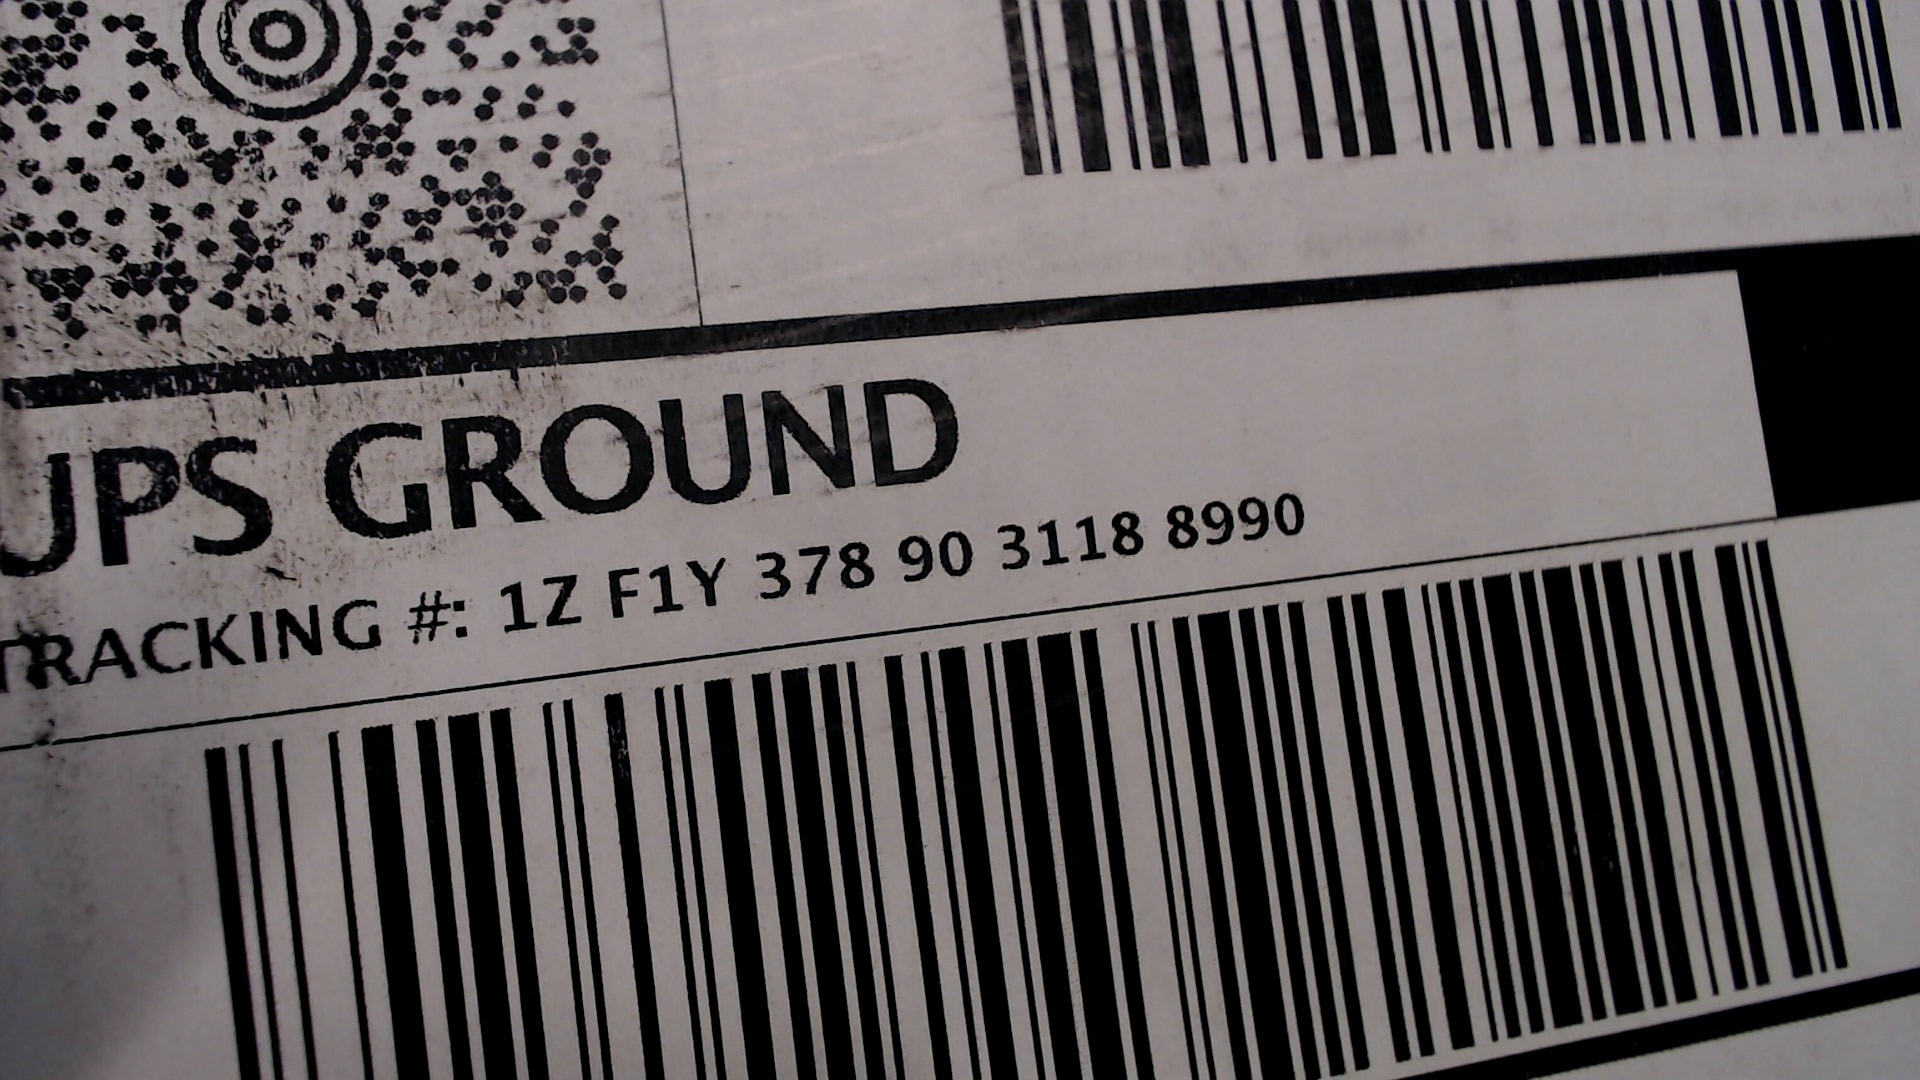 UPS GROUND
TRACKING #: 1Z F1Y 378 90 3118 8990